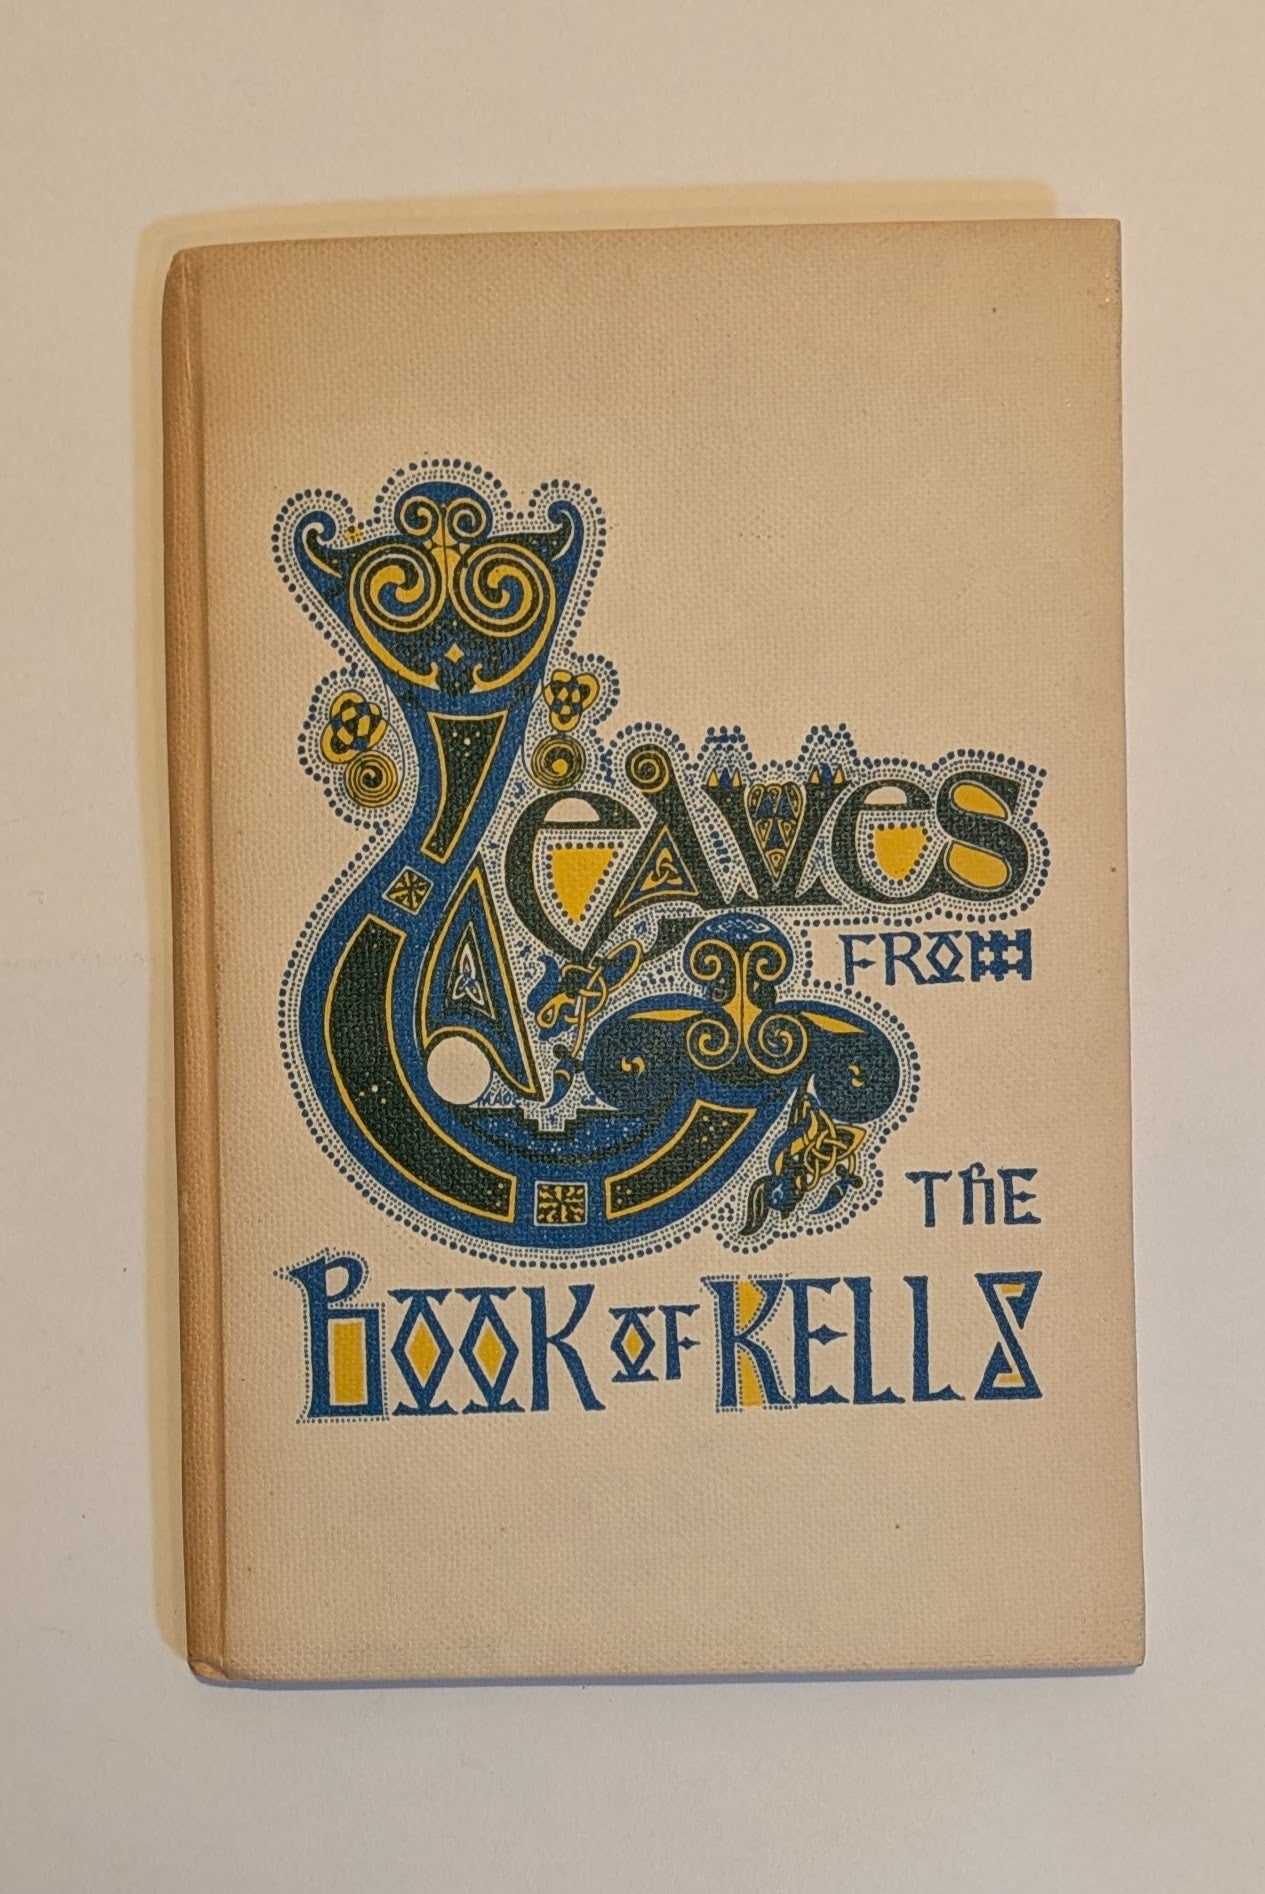 Leaves
FROM
THE
BOOK OF KELLS